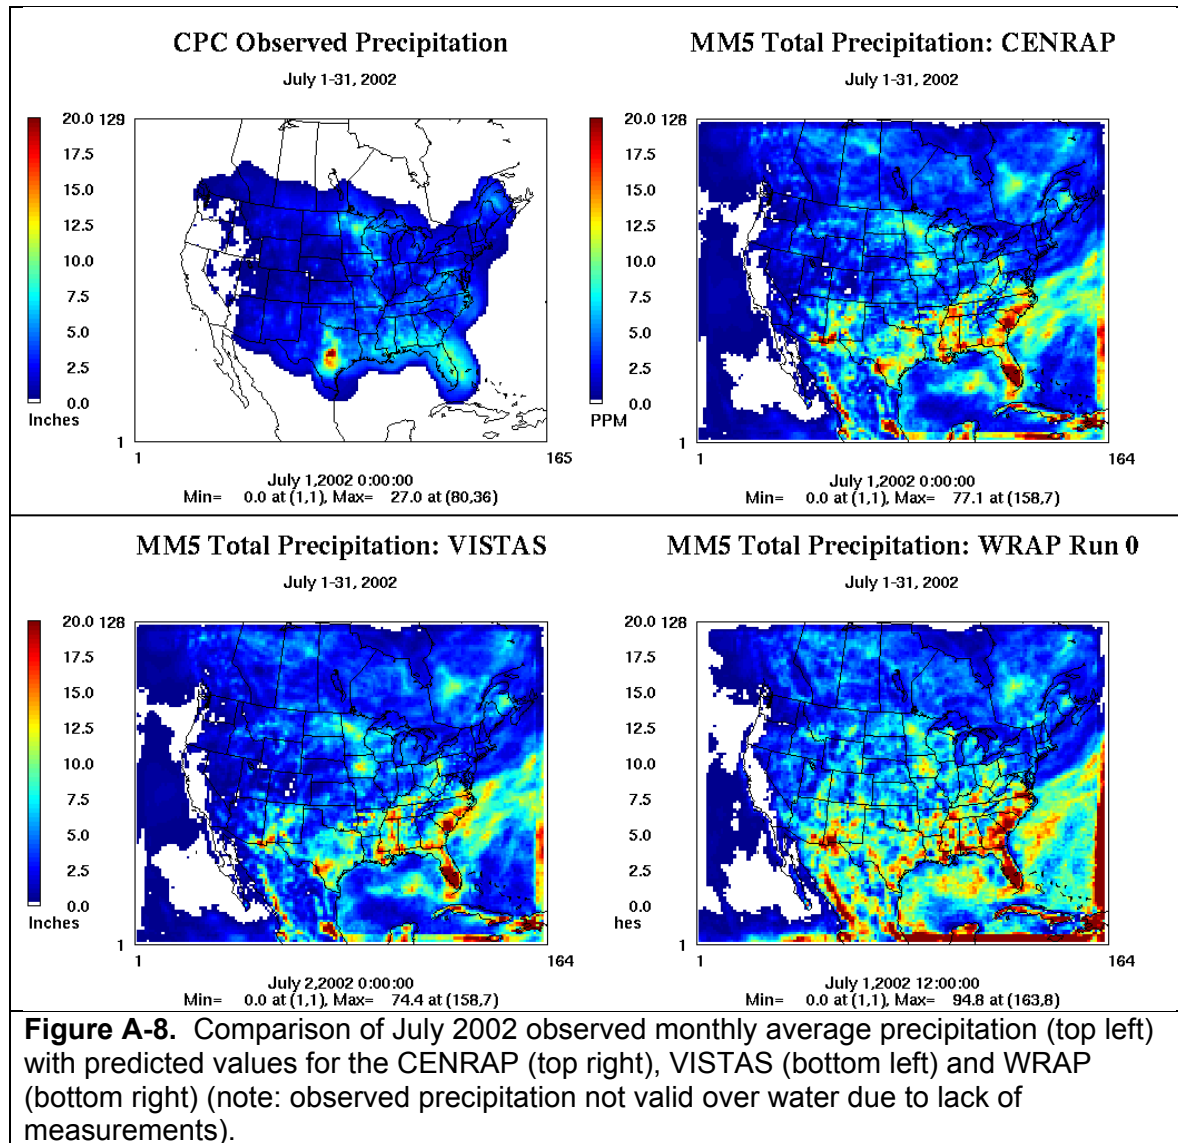 CPC Observed Precipitation
July 1-31, 2002
20.0
17.5
15.0
12.5
10.0
7.5
5.0
2.5
0.0
Inches
129
1
1
165
July 1,2002 0:00:00
Min= 0.0 at (1,1), Max= 27.0 at (80,36)
MM5 Total Precipitation: CENRAP
July 1-31, 2002
20.0
17.5
15.0
12.5
10.0
7.5
5.0
2.5
0.0
PPM
128
1
1
164
July 1,2002 0:00:00
Min= 0.0 at (1,1), Max= 77.1 at (158,7)
MM5 Total Precipitation: VISTAS
July 1-31, 2002
20.0
17.5
15.0
12.5
10.0
7.5
5.0
2.5
0.0
Inches
128
1
1
164
July 2,2002 0:00:00
Min= 0.0 at (1,1), Max= 74.4 at (158,7)
MM5 Total Precipitation: WRAP Run 0
July 1-31, 2002
20.0
17.5
15.0
12.5
10.0
7.5
5.0
2.5
0.0
hes
128
1
1
164
July 1,2002 12:00:00
Min= 0.0 at (1,1), Max= 94.8 at (163,8)
Figure A-8. Comparison of July 2002 observed monthly average precipitation (top left)
with predicted values for the CENRAP (top right), VISTAS (bottom left) and WRAP
(bottom right) (note: observed precipitation not valid over water due to lack of
measurements).